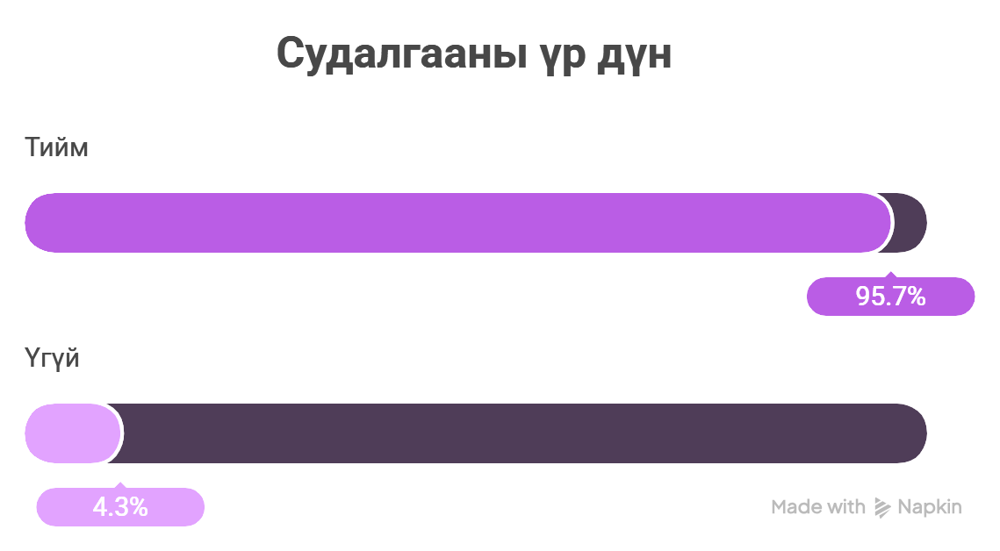 Судалгааны үр дүн
Тийм
95.7%
Үгүй
4.3%
Made with Napkin